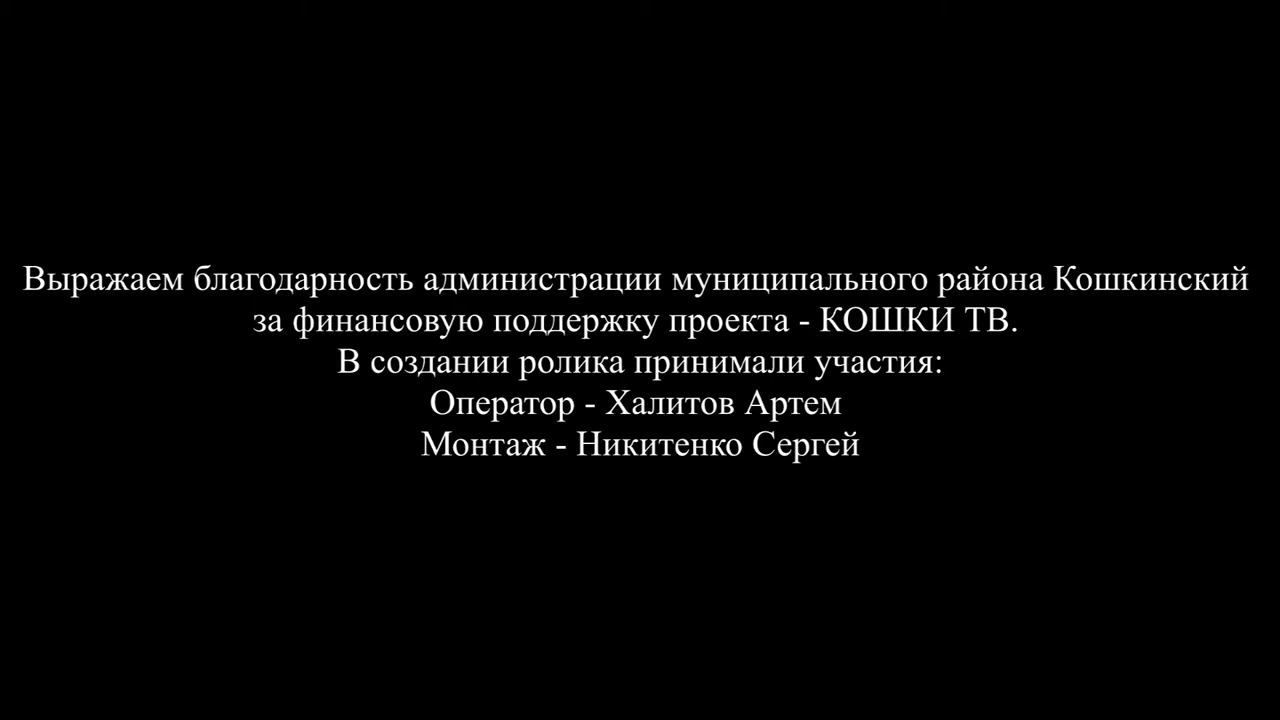 Выражаем благодарность администрации муниципального района Кошкинский
за финансовую поддержку проекта - КОШКИ ТВ.
В создании ролика принимали участия:
Оператор - Халитов Артем
Монтаж - Никитенко Сергей